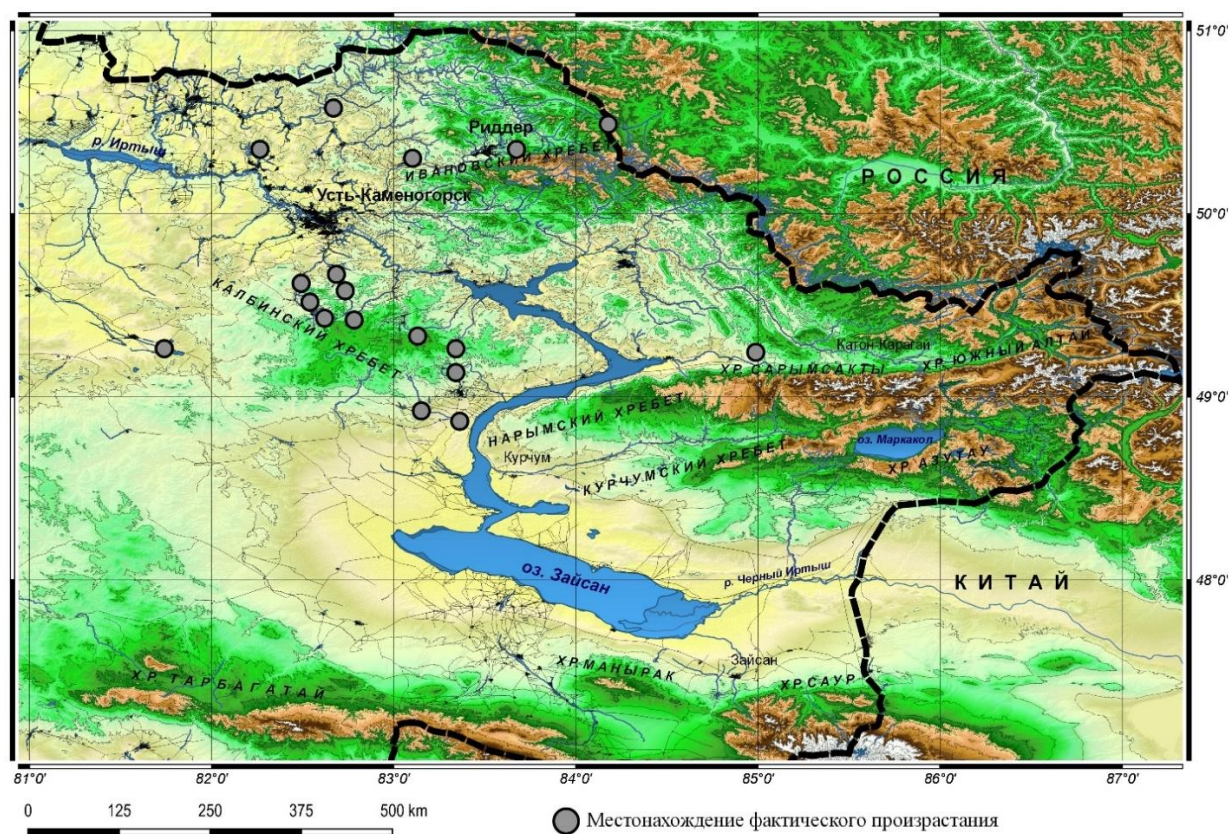 51°0'
Риддер
р. Иртыш
ИВАНОВСКИЙ ХРЕБЕТ
РОССИЯ
Усть-Каменогорск
50°0'
КАЛБИНСКИЙ ХРЕБЕТ
Катон-Карагай
ХР. САРЫМСАКТЫ
ХР. ЮЖНЫЙ АЛТАЙ
49°0'
НАРЫМСКИЙ ХРЕБЕТ
оз. Маркакол
Курчум
КУРЧУМСКИЙ ХРЕБЕТ
ХР. АЗУТАУ
оз. Зайсан
р. Черный Иртыш
КИТАЙ
48°0'
ХР. МАНЫРАК
Зайсан
ХР. ТАРБАГАТАЙ
ХР. САУР
81°0' 82°0' 83°0' 84°0' 85°0' 86°0' 87°0'
0 125 250 375 500 km
Местонахождение фактического произрастания